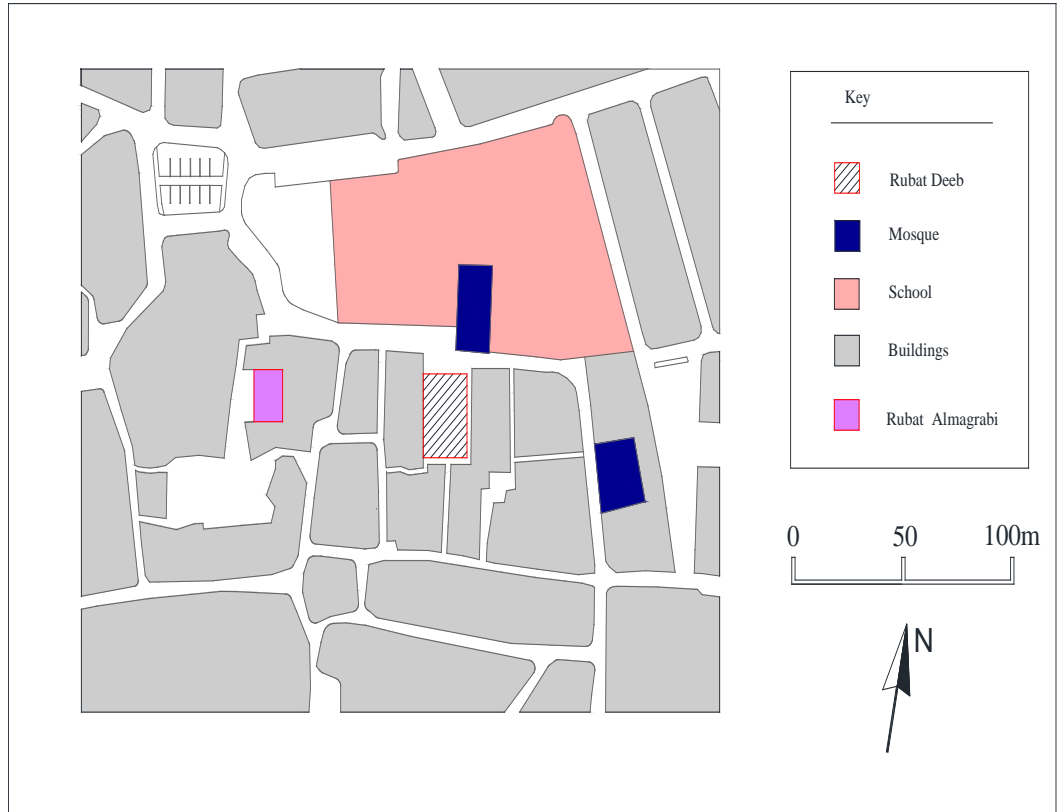 Key
Rubat Deeb
Mosque
School
Buildings
Rubat Almagrabi
0 50 100m
N